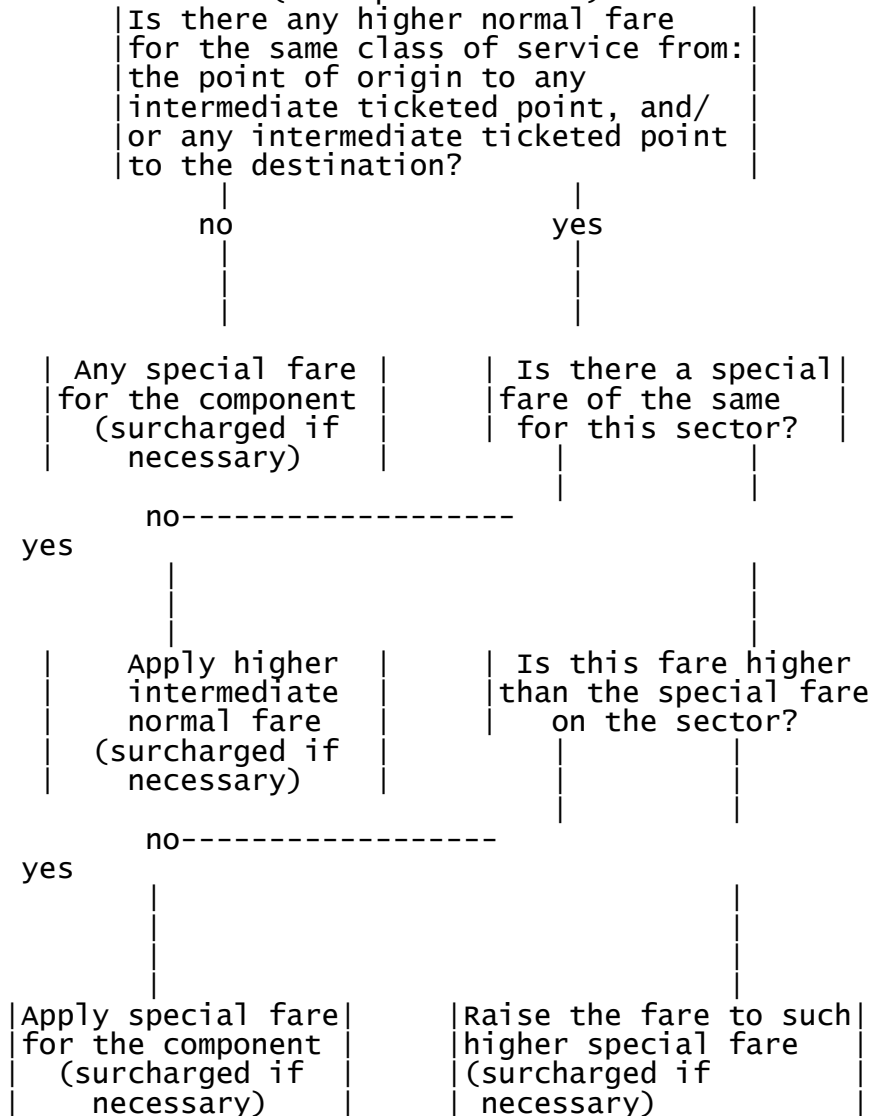 |Is there any higher normal fare |
|for the same class of service from:|
|the point of origin to any |
|intermediate ticketed point, and/ |
|or any intermediate ticketed point |
|to the destination? |
| |
no yes
| |
| |
| |
| Any special fare | | Is there a special|
|for the component | |fare of the same |
| (surcharged if | | for this sector? |
| necessary) | | |
| |
no-------------------
yes
| |
| |
| |
| Apply higher | | Is this fare higher
| intermediate | |than the special fare
| normal fare | | on the sector?
| (surcharged if | | |
| necessary) | | |
| |
no------------------
yes
| |
| |
| |
| |
|Apply special fare| |Raise the fare to such|
|for the component | |higher special fare |
| (surcharged if | |(surcharged if |
| necessary) | | necessary) |